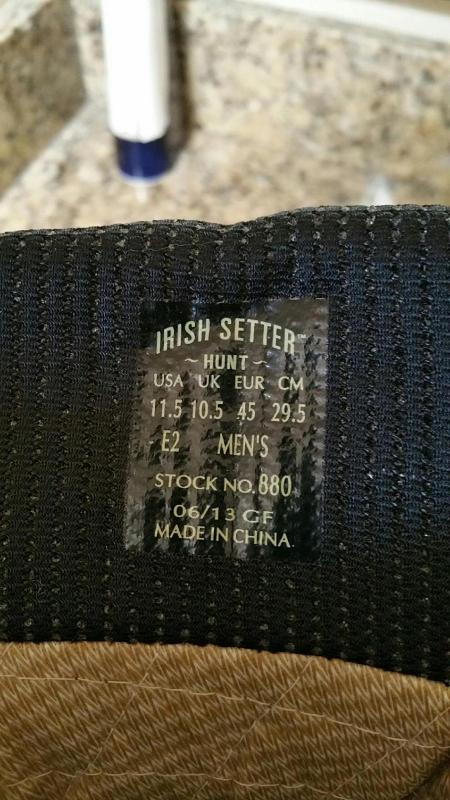 IRISH SETTER™
~ HUNT ~
USA UK EUR CM
11.5 10.5 45 29.5
E2 MEN'S
STOCK NO. 880
06/13 GF
MADE IN CHINA.